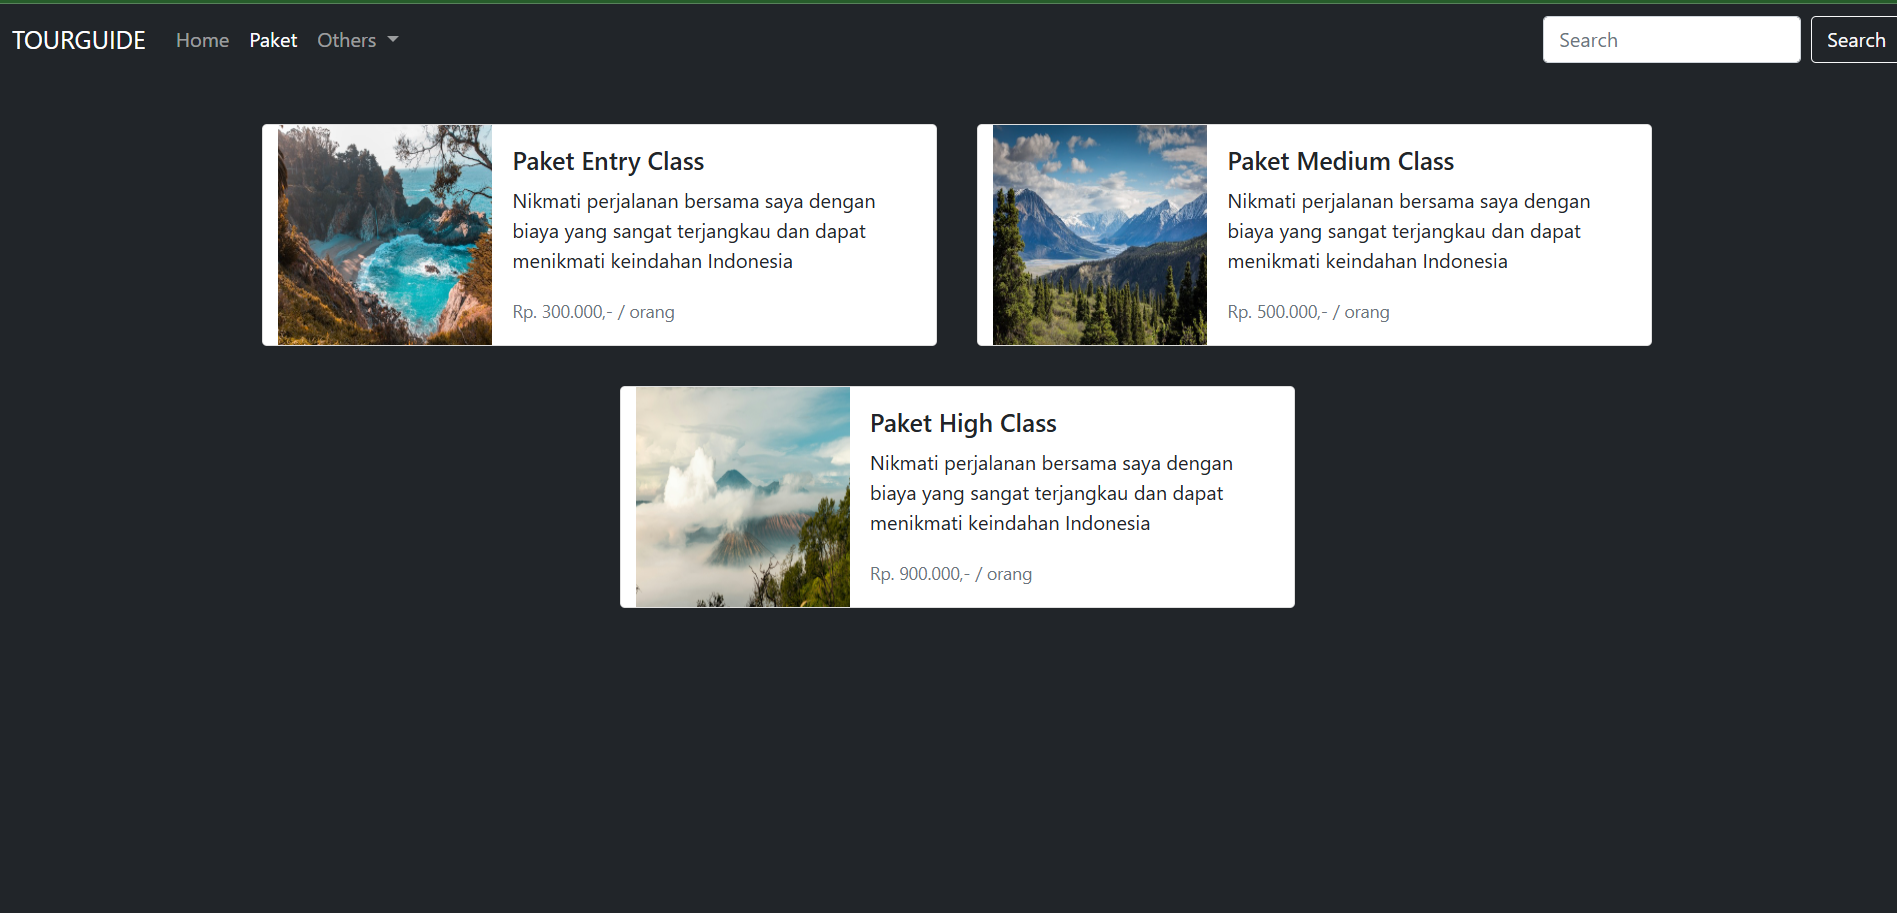 TOURGUIDE Home Paket Others Search Search
Paket Entry Class
Nikmati perjalanan bersama saya dengan
biaya yang sangat terjangkau dan dapat
menikmati keindahan Indonesia
Rp. 300.000,- / orang
Paket Medium Class
Nikmati perjalanan bersama saya dengan
biaya yang sangat terjangkau dan dapat
menikmati keindahan Indonesia
Rp. 500.000,- / orang
Paket High Class
Nikmati perjalanan bersama saya dengan
biaya yang sangat terjangkau dan dapat
menikmati keindahan Indonesia
Rp. 900.000,- / orang